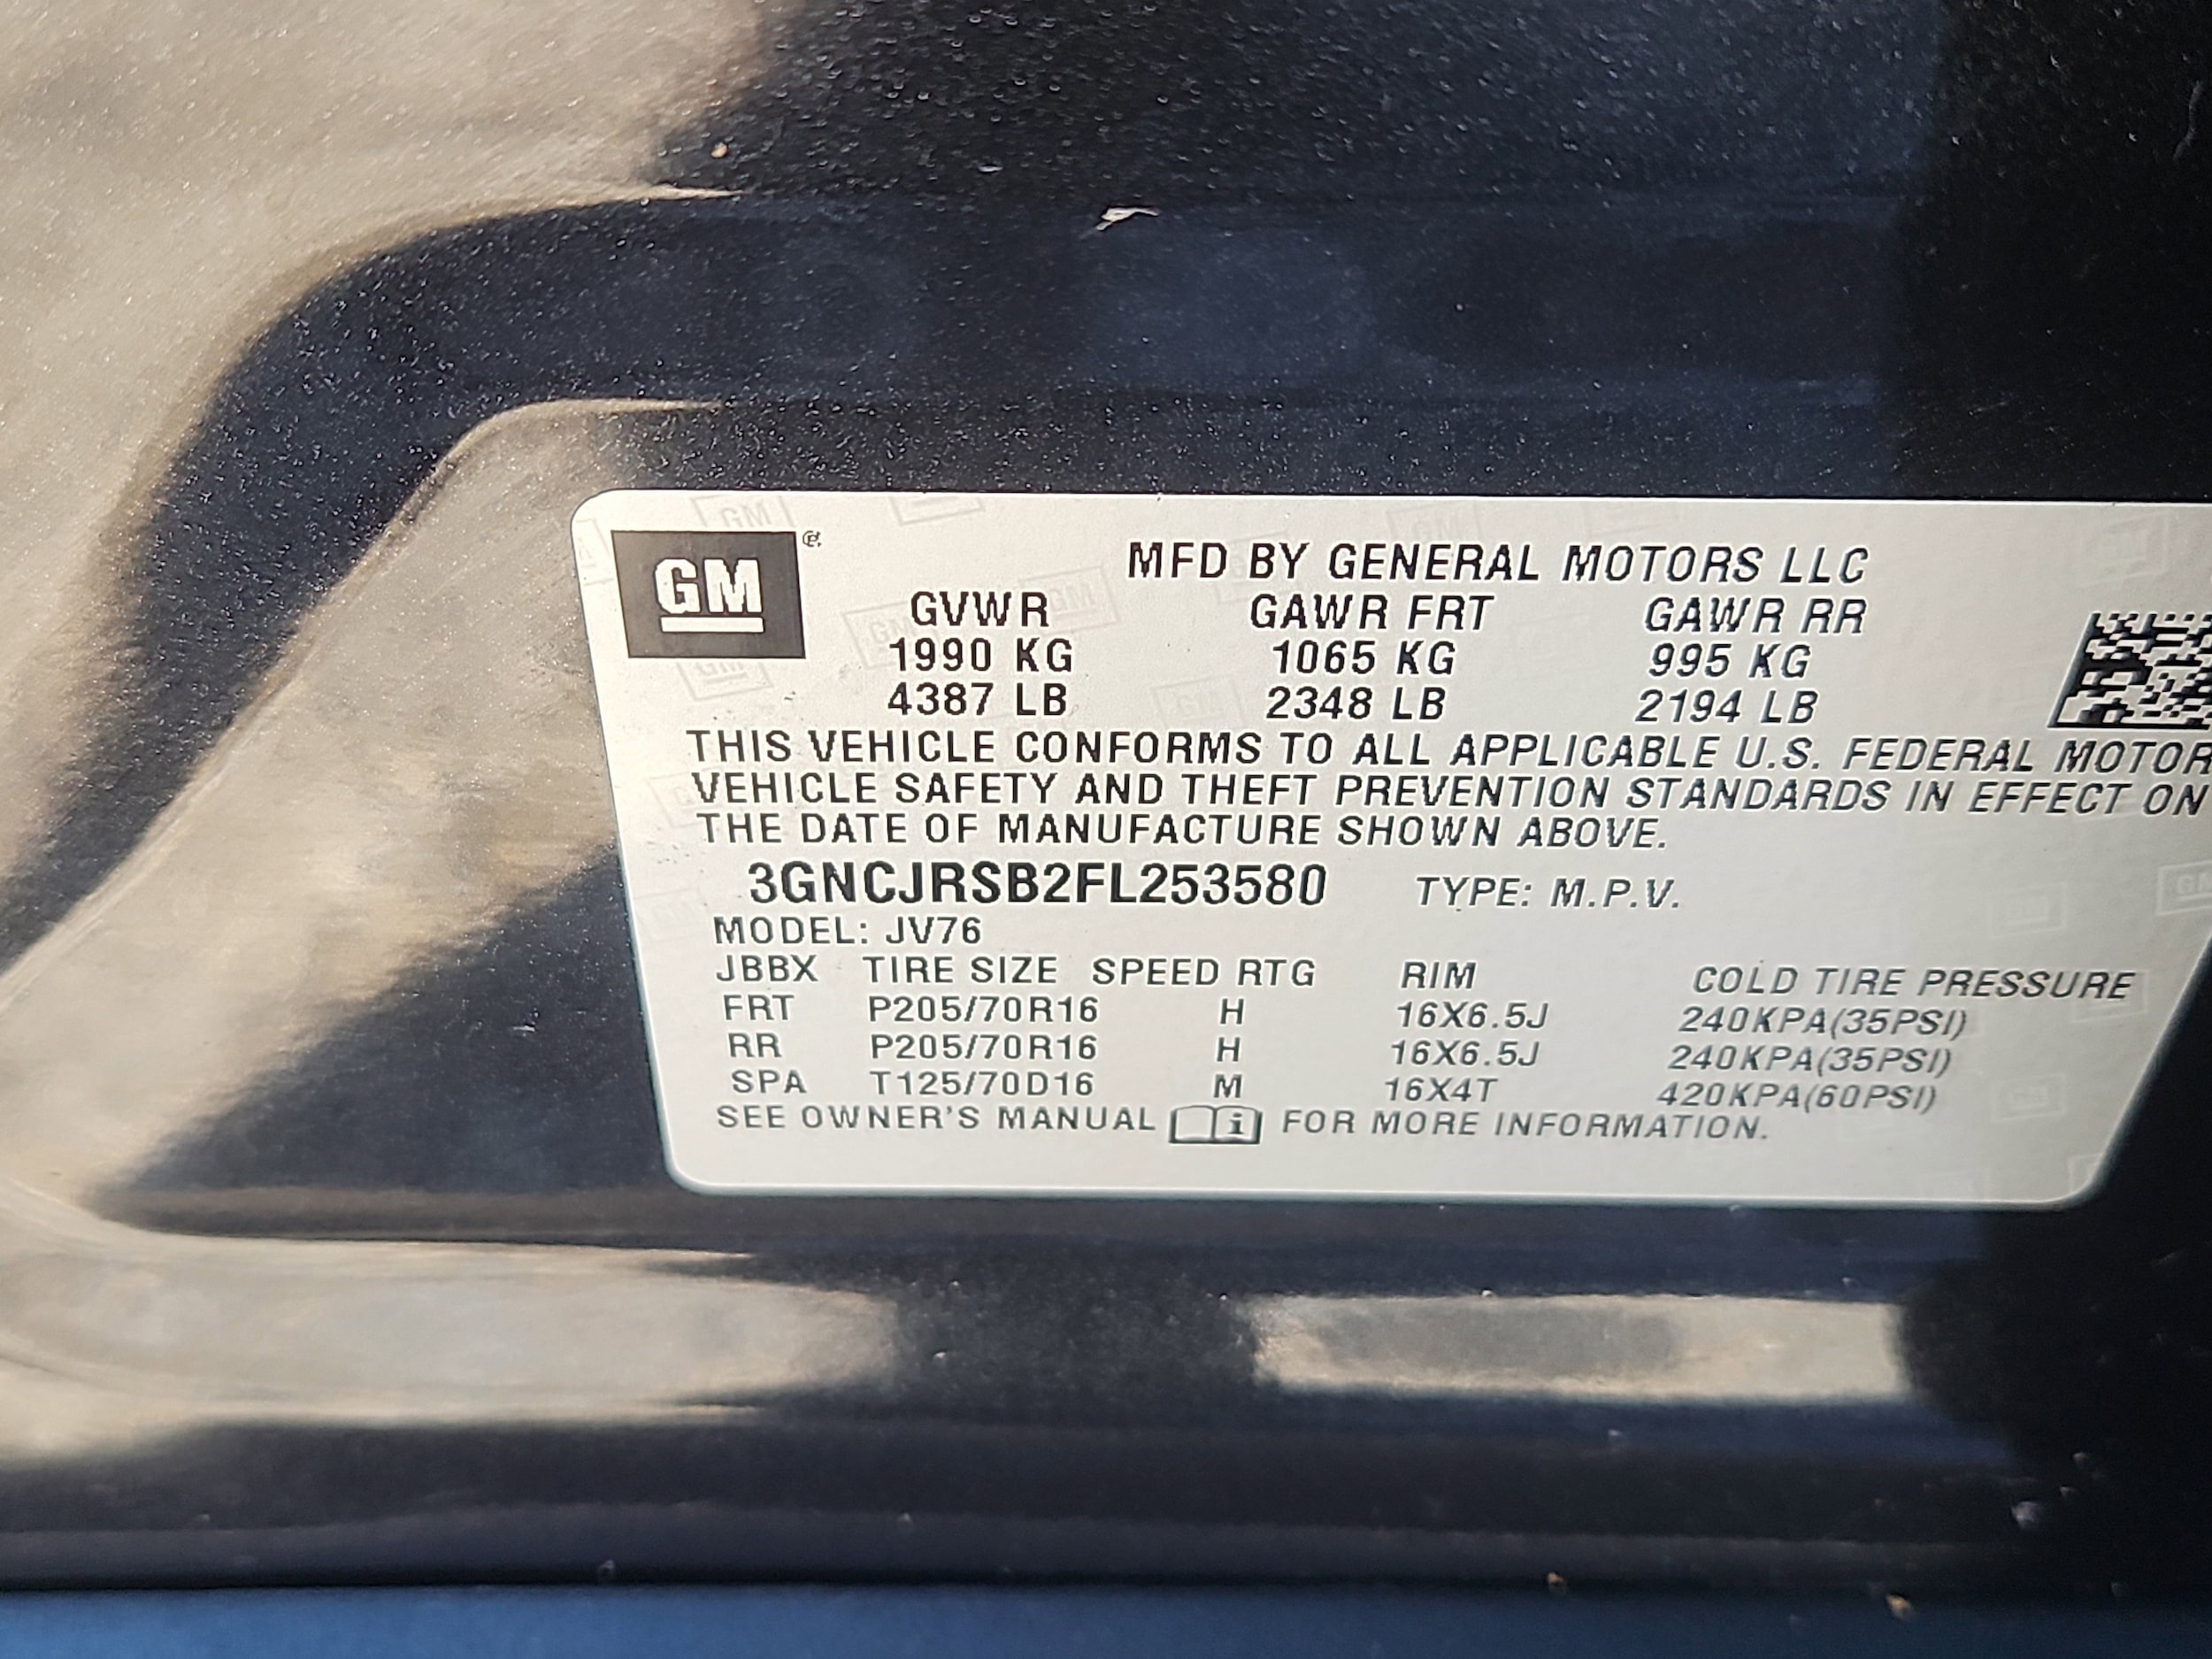 GM
MFD BY GENERAL MOTORS LLC
GVWR GAWR FRT GAWR RR
1990 KG 1065 KG 995 KG
4387 LB 2348 LB 2194 LB
THIS VEHICLE CONFORMS TO ALL APPLICABLE U.S. FEDERAL MOTOR
VEHICLE SAFETY AND THEFT PREVENTION STANDARDS IN EFFECT ON
THE DATE OF MANUFACTURE SHOWN ABOVE.
3GNCJRSB2FL253580 TYPE: M.P.V.
MODEL: JV76
JBBX TIRE SIZE SPEED RTG RIM COLD TIRE PRESSURE
FRT P205/70R16 H 16X6.5J 240KPA(35PSI)
RR P205/70R16 H 16X6.5J 240KPA(35PSI)
SPA T125/70D16 M 16X4T 420KPA(60PSI)
SEE OWNER'S MANUAL i FOR MORE INFORMATION.